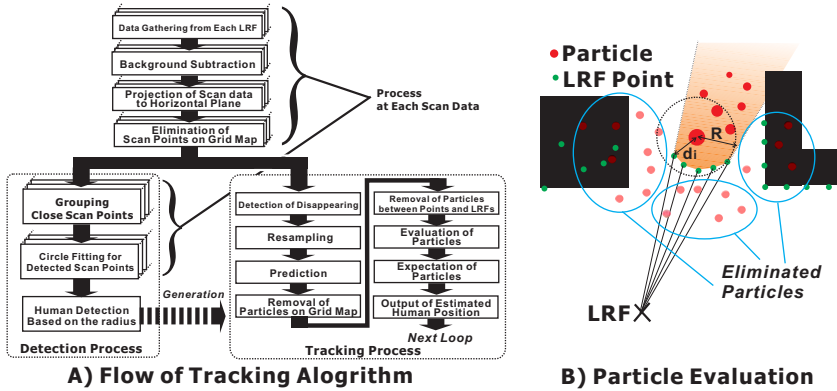 Data Gathering from Each LRF
Background Subtraction
Projection of Scan data
to Horizontal Plane
Elimination of
Scan Points on Grid Map
Process
at Each Scan Data
Grouping
Close Scan Points
Circle Fitting for
Detected Scan Points
Human Detection
Based on the radius
Detection Process
Generation
Detection of Disappearing
Resampling
Prediction
Removal of
Particles on Grid Map
Removal of Particles
between Points and LRFs
Evaluation of
Particles
Expectation of
Particles
Output of Estimated
Human Position
Next Loop
Tracking Process
A) Flow of Tracking Alogrithm
Particle
LRF Point
R
di
Eliminated
Particles
LRF
B) Particle Evaluation